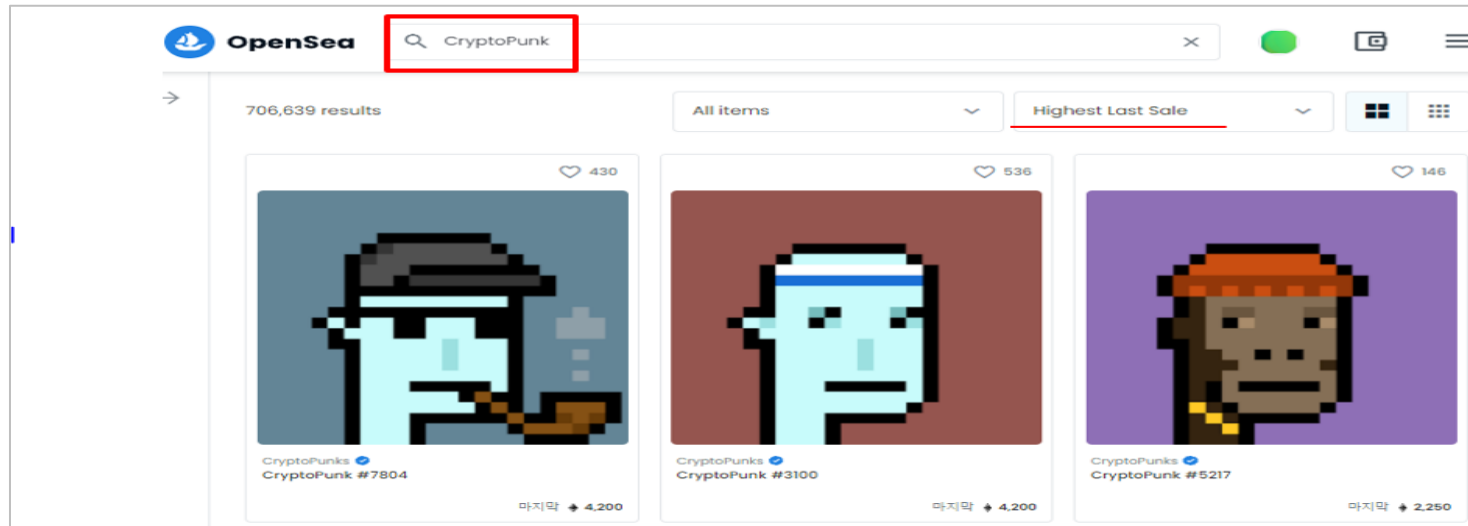 OpenSea
CryptoPunk
706,639 results
All items
Highest Last Sale
430
536
146
CryptoPunks
CryptoPunk #7804
마지막 4,200
CryptoPunks
CryptoPunk #3100
마지막 4,200
CryptoPunks
CryptoPunk #5217
마지막 2,250